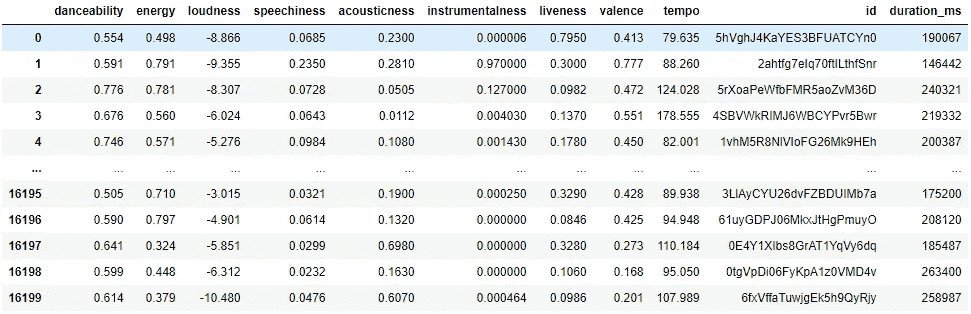 danceability energy loudness speechiness acousticness instrumentalness liveness valence tempo id duration_ms
0 0.554 0.498 -8.866 0.0685 0.2300 0.000006 0.7950 0.413 79.635 5hVghJ4KaYES3BFUATCYn0 190067
1 0.591 0.791 -9.355 0.2350 0.2810 0.970000 0.3000 0.777 88.260 2ahtfg7eIq70ftILthfSnr 146442
2 0.776 0.781 -8.307 0.0728 0.0505 0.127000 0.0982 0.472 124.028 5rXoaPeWfbFMR5aoZvM36D 240321
3 0.676 0.560 -6.024 0.0643 0.0112 0.004030 0.1370 0.551 178.555 4SBVWkRlMJ6WBCYPvr5Bwr 219332
4 0.746 0.571 -5.276 0.0984 0.1080 0.001430 0.1780 0.450 82.001 1vhM5R8NlVIoFG26Mk9HEh 200387
... ... ... ... ... ... ... ... ... ... ... ...
16195 0.505 0.710 -3.015 0.0321 0.1900 0.000250 0.3290 0.428 89.938 3LlAyCYU26dvFZBDUIMb7a 175200
16196 0.590 0.797 -4.901 0.0614 0.1320 0.000000 0.0846 0.425 94.948 61uyGDPJ06MkxJtHgPmuyO 208120
16197 0.641 0.324 -5.851 0.0299 0.6980 0.000000 0.3280 0.273 110.184 0E4Y1XIbs8GrAT1YqVy6dq 185487
16198 0.599 0.448 -6.312 0.0232 0.1630 0.000000 0.1060 0.168 95.050 0tgVpDi06FyKpA1z0VMD4v 263400
16199 0.614 0.379 -10.480 0.0476 0.6070 0.000464 0.0986 0.201 107.989 6fxVffaTuwjgEk5h9QyRjy 258987